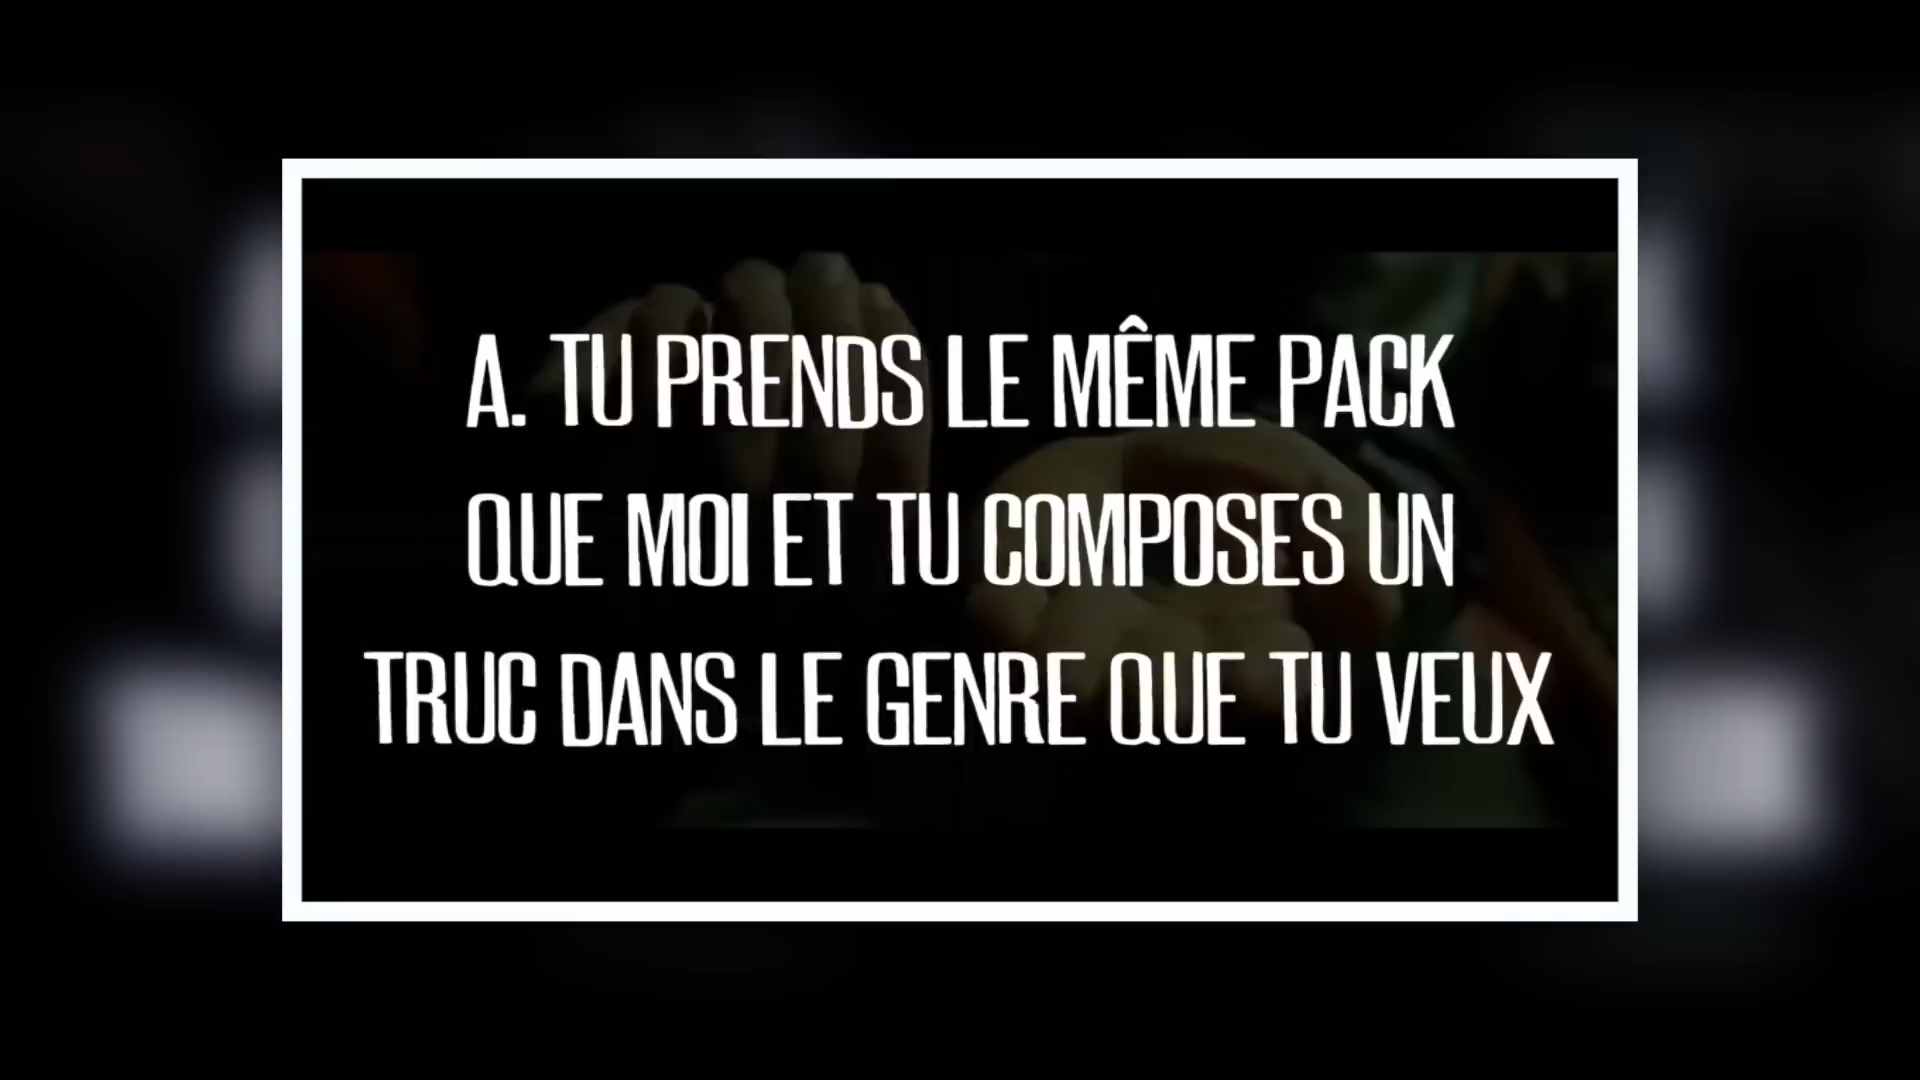 A. TU PRENDS LE MÊME PACK
QUE MOI ET TU COMPOSES UN
TRUC DANS LE GENRE QUE TU VEUX